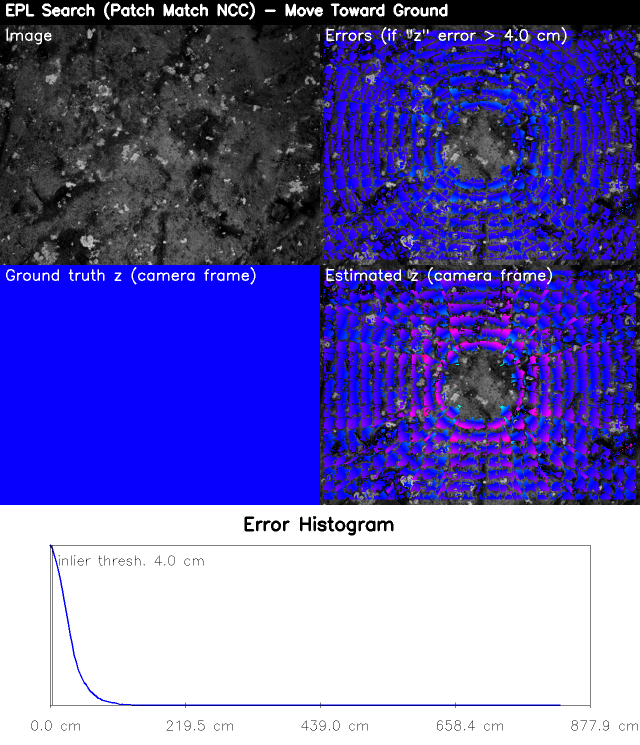 EPL Search (Patch Match NCC) - Move Toward Ground
Image
Errors (if "z" error > 4.0 cm)
Ground truth z (camera frame)
Estimated z (camera frame)
Error Histogram
inlier thresh. 4.0 cm
0.0 cm 219.5 cm 439.0 cm 658.4 cm 877.9 cm